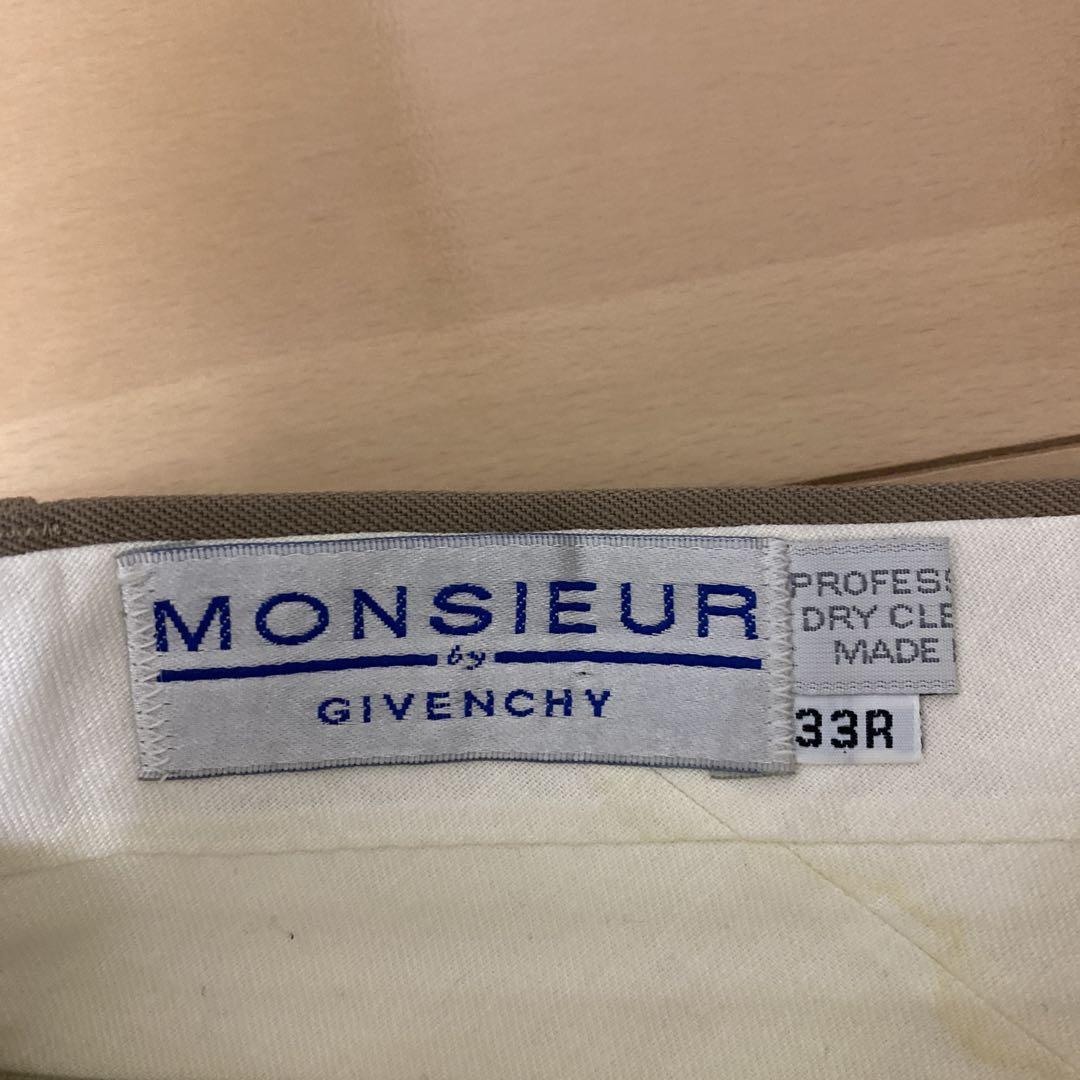 MONSIEUR
by
GIVENCHY
PROFESS
DRY CLE
MADE
33R